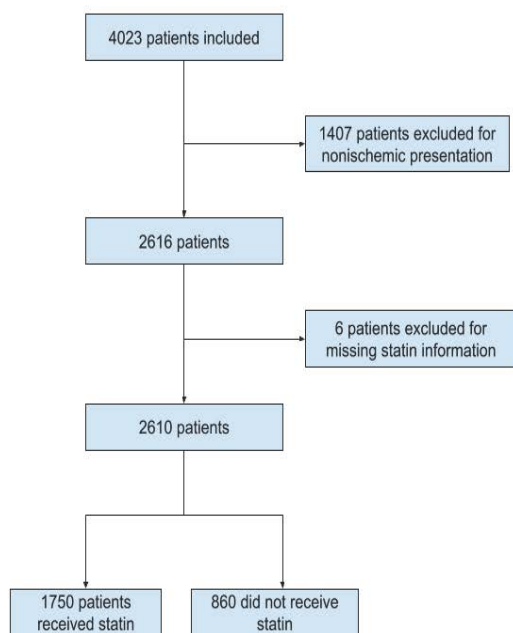 4023 patients included
1407 patients excluded for
nonischemic presentation
2616 patients
6 patients excluded for
missing statin information
2610 patients
1750 patients
received statin
860 did not receive
statin